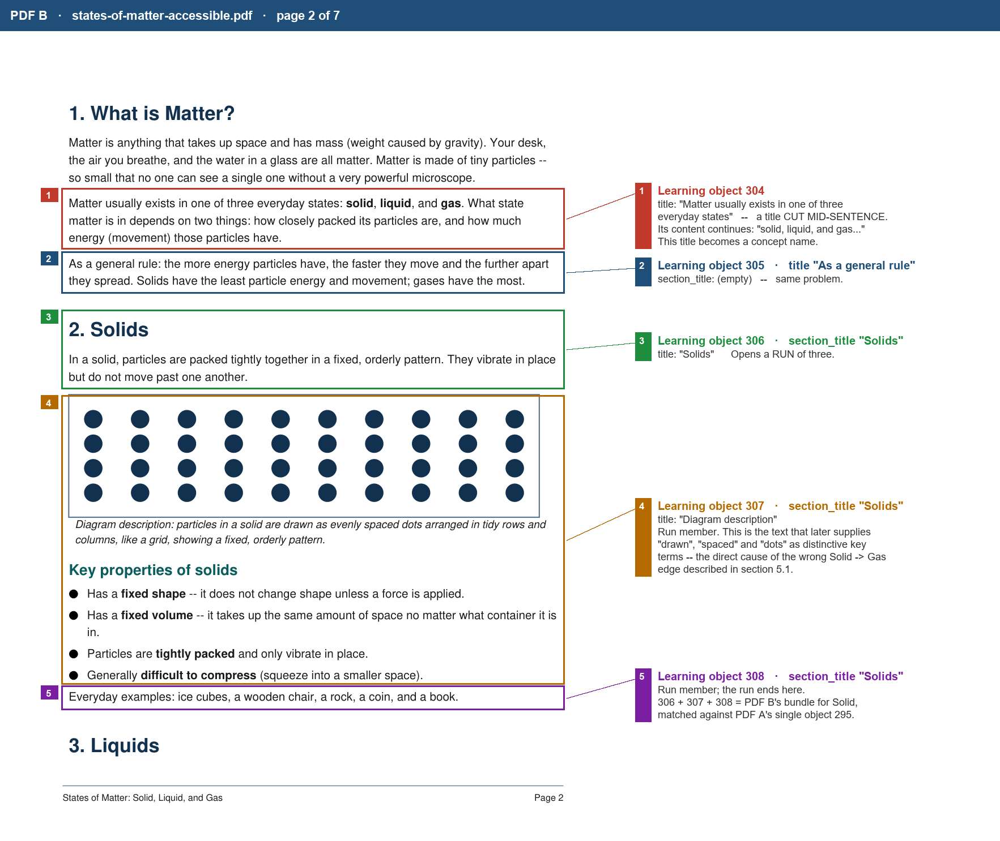 PDF B · states-of-matter-accessible.pdf · page 2 of 7
1. What is Matter?
Matter is anything that takes up space and has mass (weight caused by gravity). Your desk,
the air you breathe, and the water in a glass are all matter. Matter is made of tiny particles --
so small that no one can see a single one without a very powerful microscope.
1
Matter usually exists in one of three everyday states: solid, liquid, and gas. What state
matter is in depends on two things: how closely packed its particles are, and how much
energy (movement) those particles have.
2
As a general rule: the more energy particles have, the faster they move and the further apart
they spread. Solids have the least particle energy and movement; gases have the most.
3
2. Solids
In a solid, particles are packed tightly together in a fixed, orderly pattern. They vibrate in place
but do not move past one another.
4
Diagram description: particles in a solid are drawn as evenly spaced dots arranged in tidy rows and
columns, like a grid, showing a fixed, orderly pattern.
Key properties of solids
● Has a fixed shape -- it does not change shape unless a force is applied.
● Has a fixed volume -- it takes up the same amount of space no matter what container it is
in.
● Particles are tightly packed and only vibrate in place.
● Generally difficult to compress (squeeze into a smaller space).
5
Everyday examples: ice cubes, a wooden chair, a rock, a coin, and a book.
3. Liquids
States of Matter: Solid, Liquid, and Gas
Page 2
1 Learning object 304
title: "Matter usually exists in one of three
everyday states" -- a title CUT MID-SENTENCE.
Its content continues: "solid, liquid, and gas..."
This title becomes a concept name.
2 Learning object 305 · title "As a general rule"
section_title: (empty) -- same problem.
3 Learning object 306 · section_title "Solids"
title: "Solids" Opens a RUN of three.
4 Learning object 307 · section_title "Solids"
title: "Diagram description"
Run member. This is the text that later supplies
"drawn", "spaced" and "dots" as distinctive key
terms -- the direct cause of the wrong Solid -> Gas
edge described in section 5.1.
5 Learning object 308 · section_title "Solids"
Run member; the run ends here.
306 + 307 + 308 = PDF B's bundle for Solid,
matched against PDF A's single object 295.